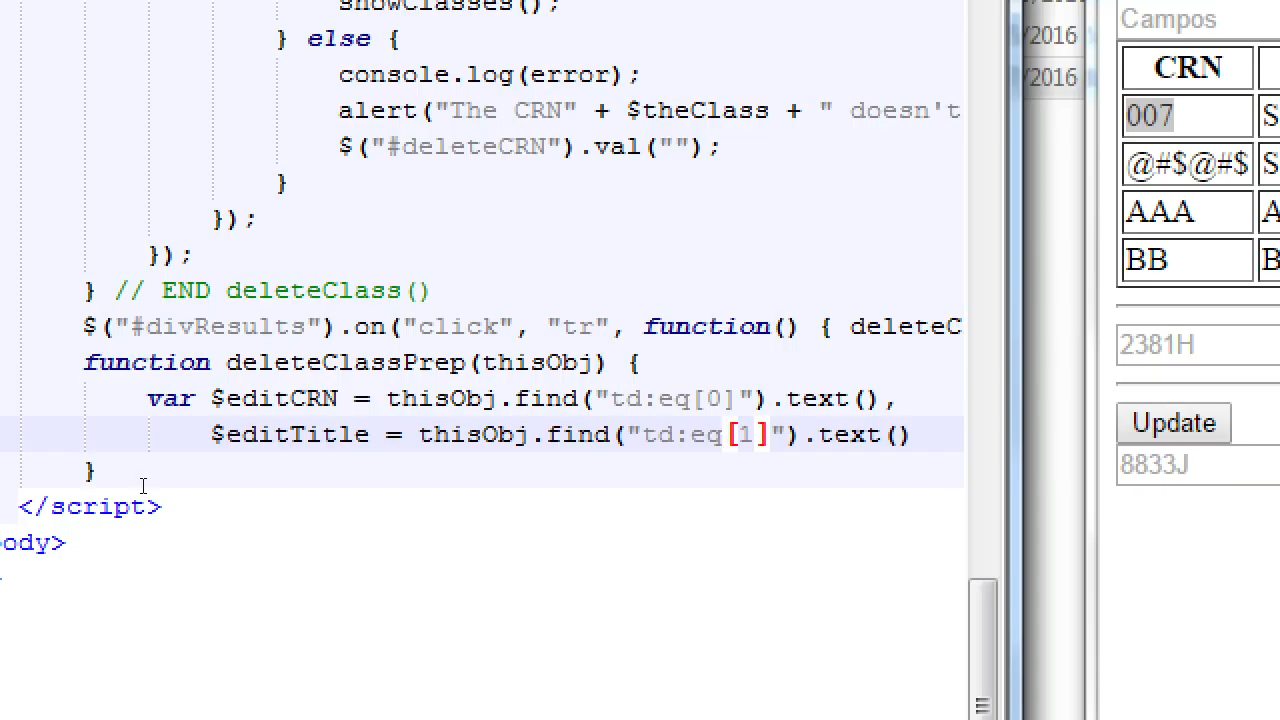 showClasses();
} else {
console.log(error);
alert("The CRN" + $theClass + " doesn't
$("#deleteCRN").val("");
}
});
});
} // END deleteClass()
$("#divResults").on("click", "tr", function() { deleteC
function deleteClassPrep(thisObj) {
var $editCRN = thisObj.find("td:eq[0]").text(),
$editTitle = thisObj.find("td:eq[1]").text()
}
</script>
ody>
/2016
/2016
Campos
CRN
007 S
@#$@#$ S
AAA A
BB B
2381H
Update
8833J